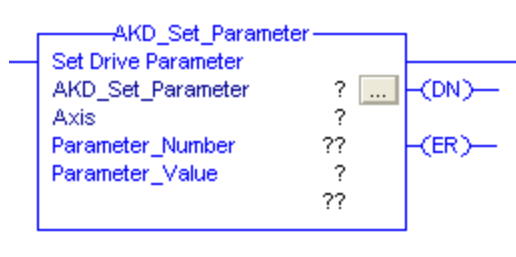 AKD_Set_Parameter
Set Drive Parameter
AKD_Set_Parameter ? ... (DN)
Axis ?
Parameter_Number ?? (ER)
Parameter_Value ?
??